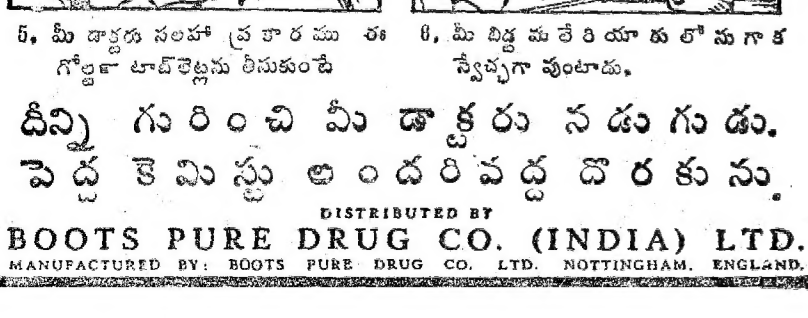 5, మీ డాక్టరు సలహా ప్రకారము ఈ
గోల్డ టాబ్లెట్లను తీసుకుంటే
6, మీ బిడ్డ మలేరియాకు లోనుగాక
స్వేచ్ఛగా వుంటాడు.
దీన్ని గురించి మీ డాక్టరు నడుగుడు.
పెద్ద కెమిస్టు అందరివద్ద దొరకును.
DISTRIBUTED BY
BOOTS PURE DRUG CO. (INDIA) LTD.
MANUFACTURED BY: BOOTS PURE DRUG CO. LTD. NOTTINGHAM. ENGLAND.